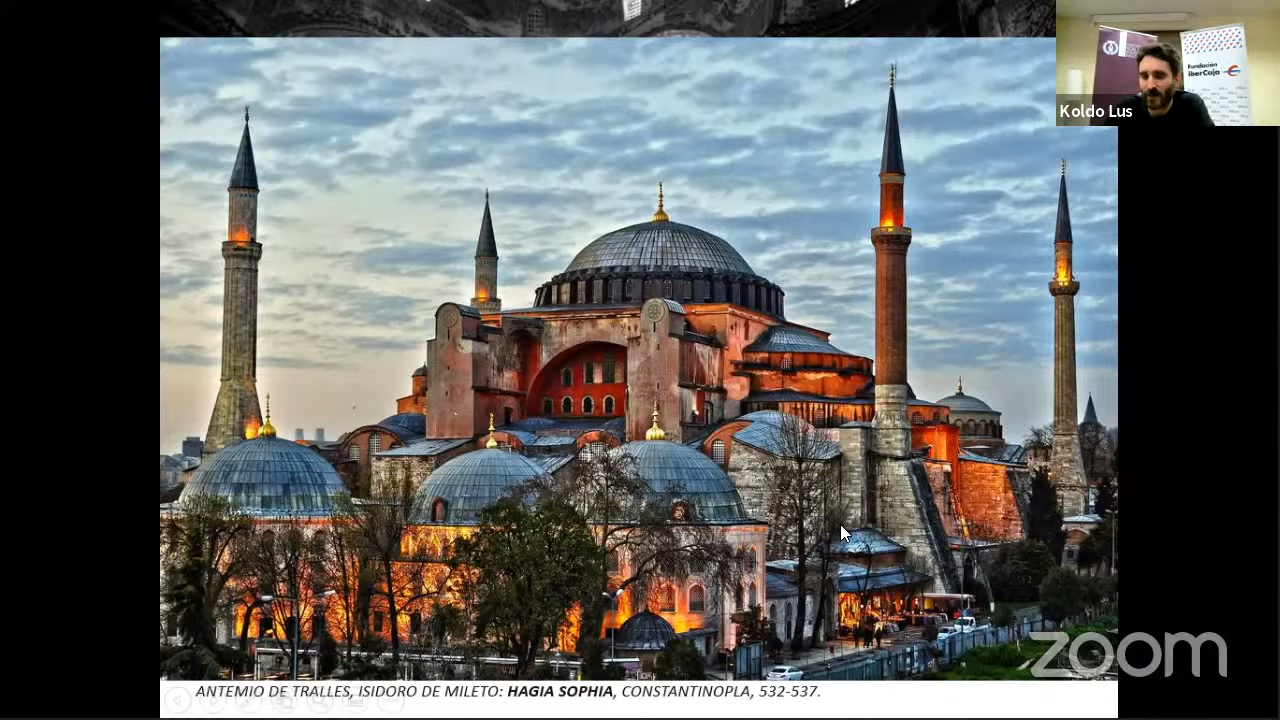 Fundación
iberCaja
Koldo Lus
zoom
ANTEMIO DE TRALLES, ISIDORO DE MILETO: HAGIA SOPHIA, CONSTANTINOPLA, 532-537.